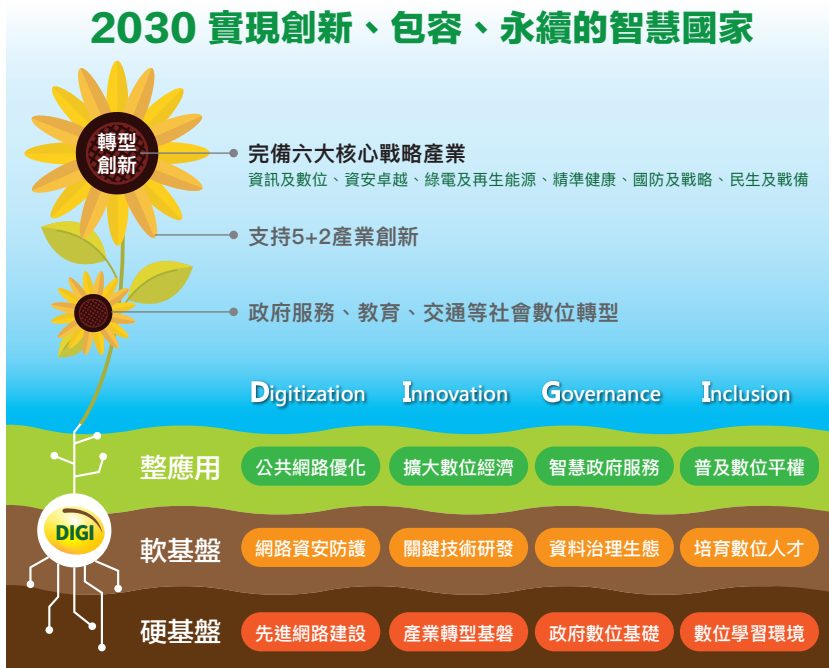 2030 實現創新、包容、永續的智慧國家
轉型
創新
完備六大核心戰略產業
資訊及數位、資安卓越、綠電及再生能源、精準健康、國防及戰略、民生及戰備
支持5+2產業創新
政府服務、教育、交通等社會數位轉型
Digitization Innovation Governance Inclusion
整應用 公共網路優化 擴大數位經濟 智慧政府服務 普及數位平權
DIGI
軟基盤 網路資安防護 關鍵技術研發 資料治理生態 培育數位人才
硬基盤 先進網路建設 產業轉型基磐 政府數位基礎 數位學習環境